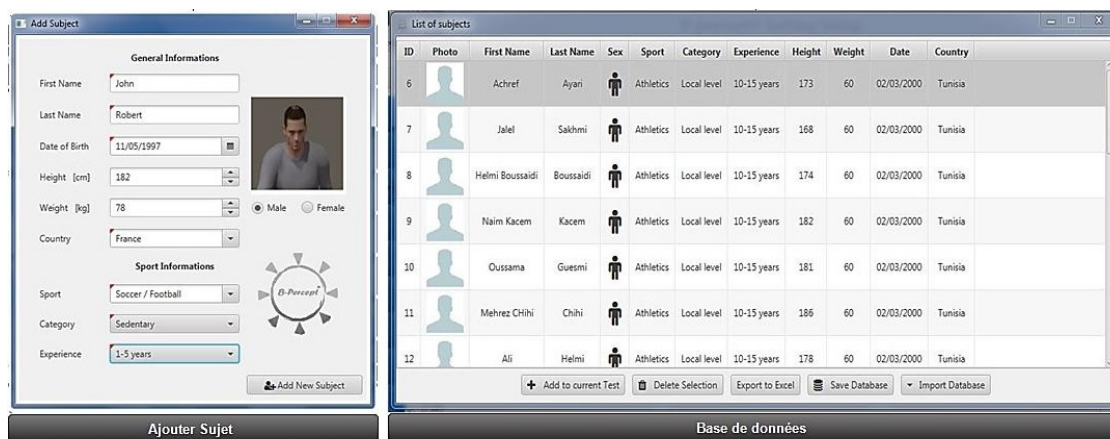 Add Subject
General Informations
First Name John
Last Name Robert
Date of Birth 11/05/1997
Height [cm] 182
Weight [kg] 78
Male Female
Country France
Sport Informations
B-Percept
Sport Soccer / Football
Category Sedentary
Experience 1-5 years
Add New Subject
Ajouter Sujet
List of subjects
ID Photo First Name Last Name Sex Sport Category Experience Height Weight Date Country
6 Achref Ayari Athletics Local level 10-15 years 173 60 02/03/2000 Tunisia
7 Jalel Sakhmi Athletics Local level 10-15 years 168 60 02/03/2000 Tunisia
8 Helmi Boussaidi Boussaidi Athletics Local level 10-15 years 174 60 02/03/2000 Tunisia
9 Naim Kacem Kacem Athletics Local level 10-15 years 182 60 02/03/2000 Tunisia
10 Oussama Guesmi Athletics Local level 10-15 years 181 60 02/03/2000 Tunisia
11 Mehrez CHihi Chihi Athletics Local level 10-15 years 186 60 02/03/2000 Tunisia
12 Ali Helmi Athletics Local level 10-15 years 178 60 02/03/2000 Tunisia
Add to current Test Delete Selection Export to Excel Save Database Import Database
Base de données